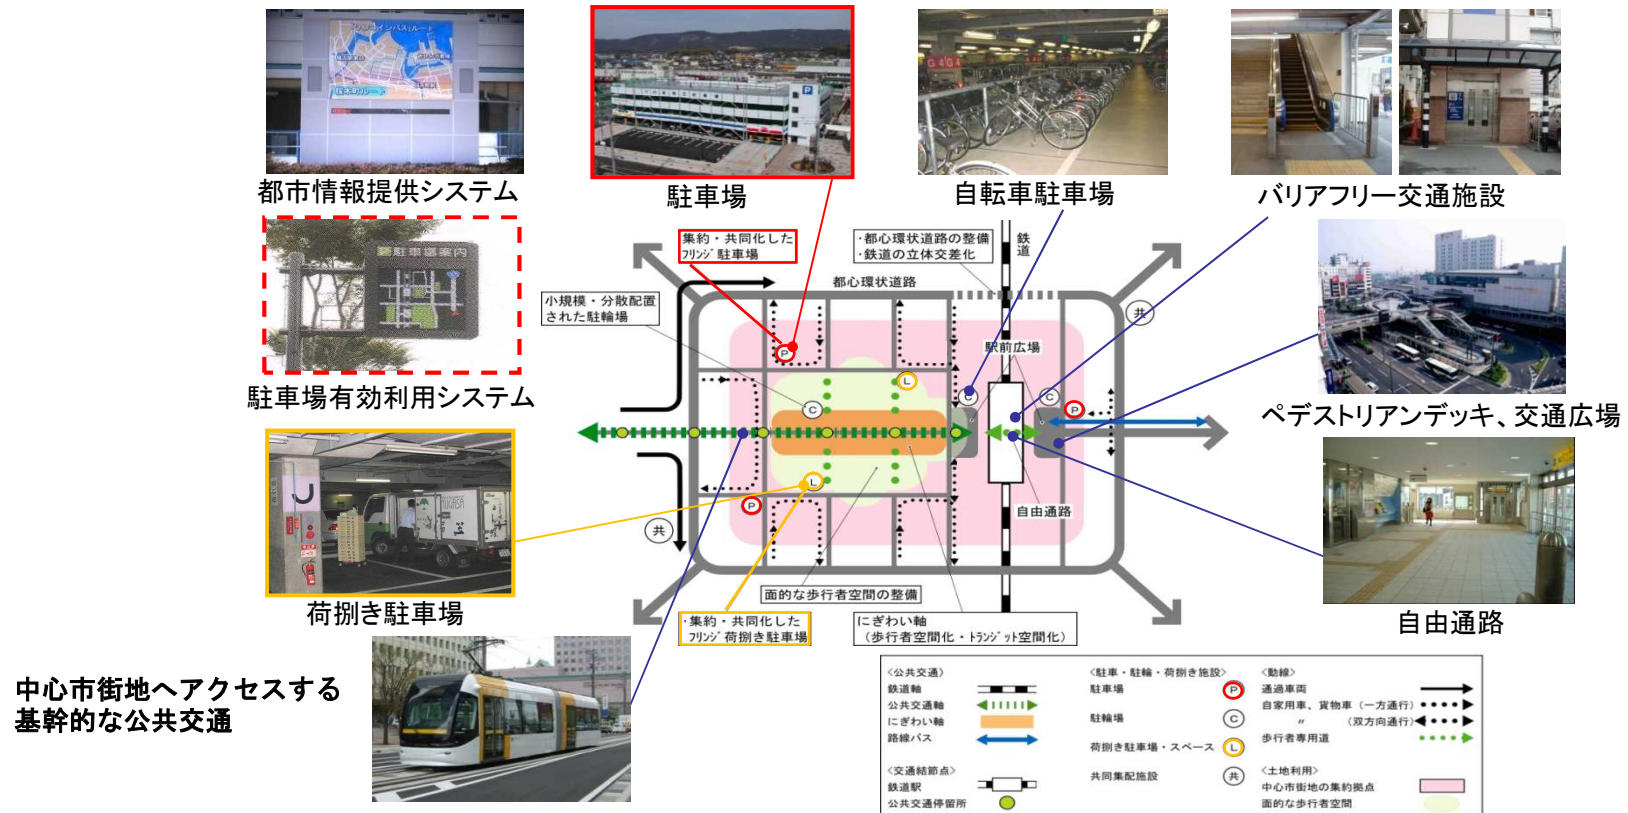 都市情報提供システム
駐車場
自転車駐車場
バリアフリー交通施設
駐車場案内
駐車場有効利用システム
集約・共同化した
フリンジ駐車場
・都心環状道路の整備
・鉄道の立体交差化
鉄道
都心環状道路
小規模・分散配置
された駐輪場
共
P
駅前広場
L
C
C
C
P
ペデストリアンデッキ、交通広場
L
P
自由通路
共
荷捌き駐車場
面的な歩行者空間の整備
・集約・共同化した
フリンジ荷捌き駐車場
にぎわい軸
(歩行者空間化・トランジット空間化)
自由通路
中心市街地へアクセスする
基幹的な公共交通
<公共交通>
鉄道軸
公共交通軸
にぎわい軸
路線バス
<交通結節点>
鉄道駅
公共交通停留所
<駐車・駐輪・荷捌き施設>
駐車場 P
駐輪場 C
荷捌き駐車場・スペース L
共同集配施設 共
<動線>
通過車両
自家用車、貨物車(一方通行)
〃 (双方向通行)
歩行者専用道
<土地利用>
中心市街地の集約拠点
面的な歩行者空間